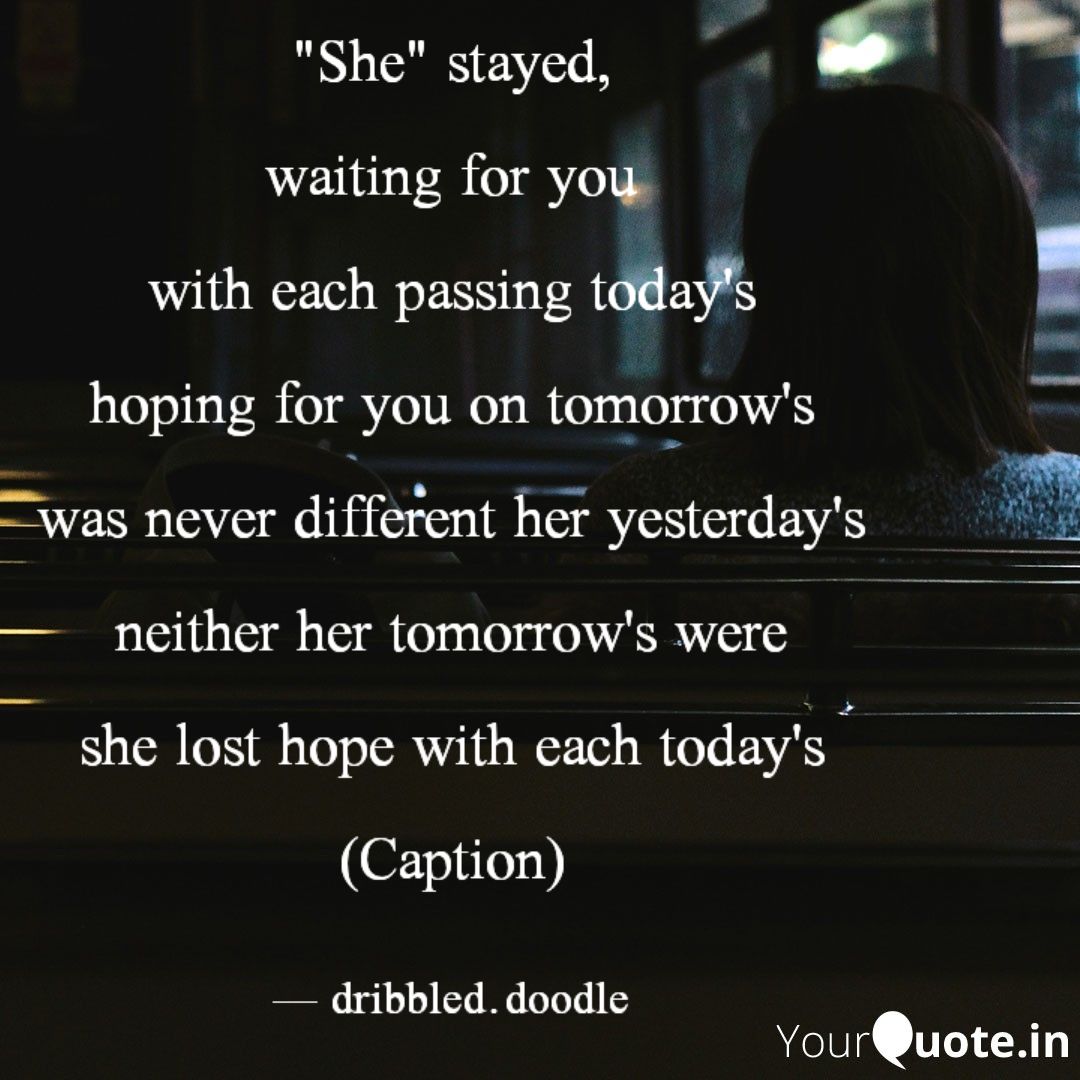 "She" stayed,
waiting for you
with each passing today's
hoping for you on tomorrow's
was never different her yesterday's
neither her tomorrow's were
she lost hope with each today's
(Caption)
— dribbled.doodle
YourQuote.in